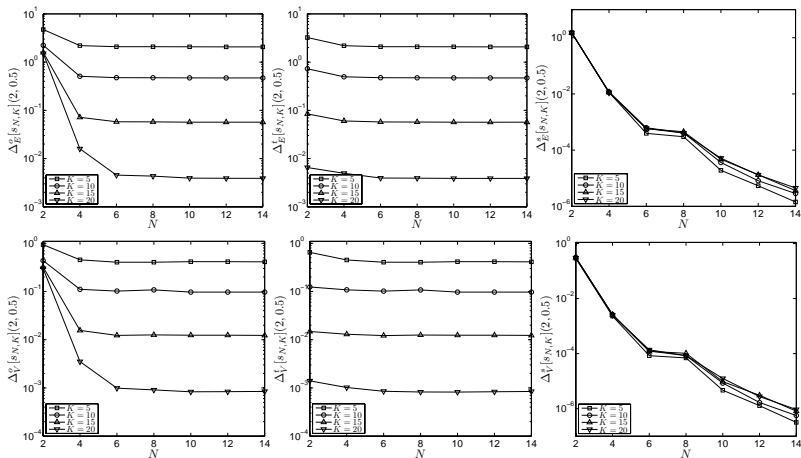 10^1
10^0
10^-1
10^-2
10^-3
Δ_E^o[s_{N,K}](2, 0.5)
K = 5
K = 10
K = 15
K = 20
2 4 6 8 10 12 14
N
10^1
10^0
10^-1
10^-2
10^-3
Δ_E^t[s_{N,K}](2, 0.5)
K = 5
K = 10
K = 15
K = 20
2 4 6 8 10 12 14
N
10^0
10^-2
10^-4
10^-6
Δ_E^s[s_{N,K}](2, 0.5)
K = 5
K = 10
K = 15
K = 20
2 4 6 8 10 12 14
N
10^0
10^-1
10^-2
10^-3
10^-4
Δ_V^o[s_{N,K}](2, 0.5)
K = 5
K = 10
K = 15
K = 20
2 4 6 8 10 12 14
N
10^0
10^-1
10^-2
10^-3
10^-4
Δ_V^t[s_{N,K}](2, 0.5)
K = 5
K = 10
K = 15
K = 20
2 4 6 8 10 12 14
N
10^0
10^-2
10^-4
10^-6
Δ_V^s[s_{N,K}](2, 0.5)
K = 5
K = 10
K = 15
K = 20
2 4 6 8 10 12 14
N